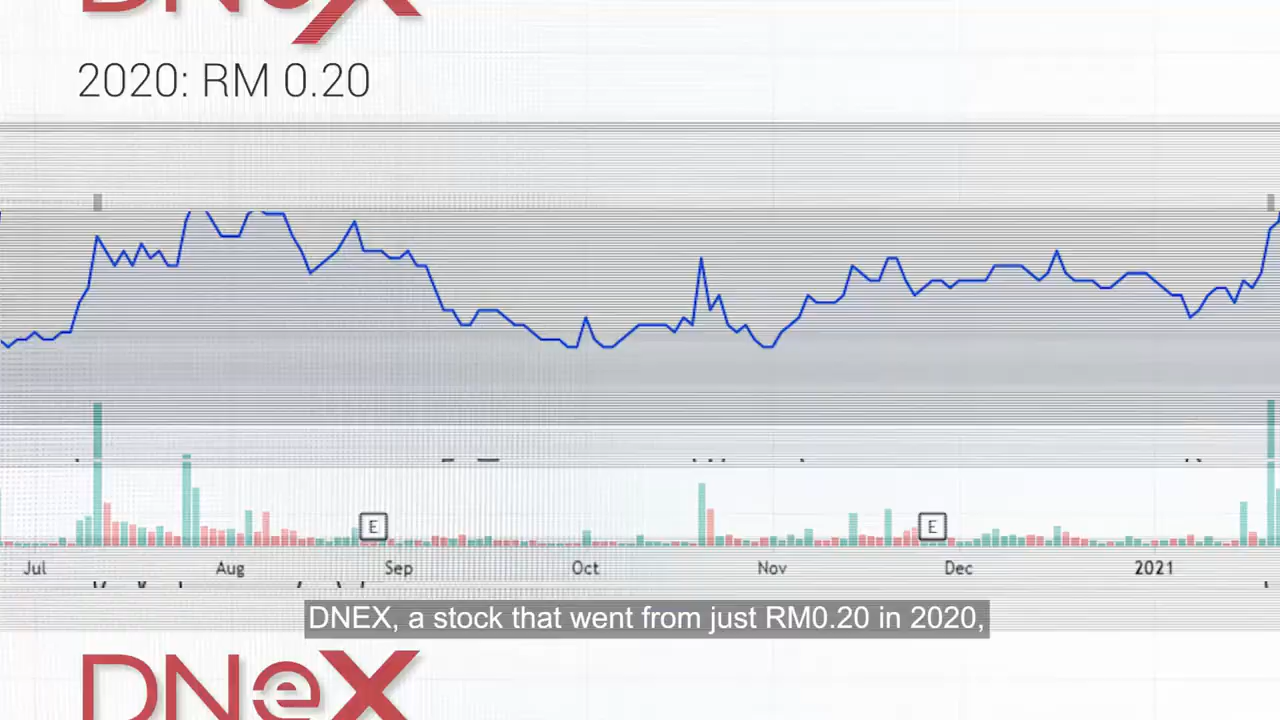 DNeX
2020: RM 0.20
E
E
Jul Aug Sep Oct Nov Dec 2021
DNEX, a stock that went from just RM0.20 in 2020,
DNeX